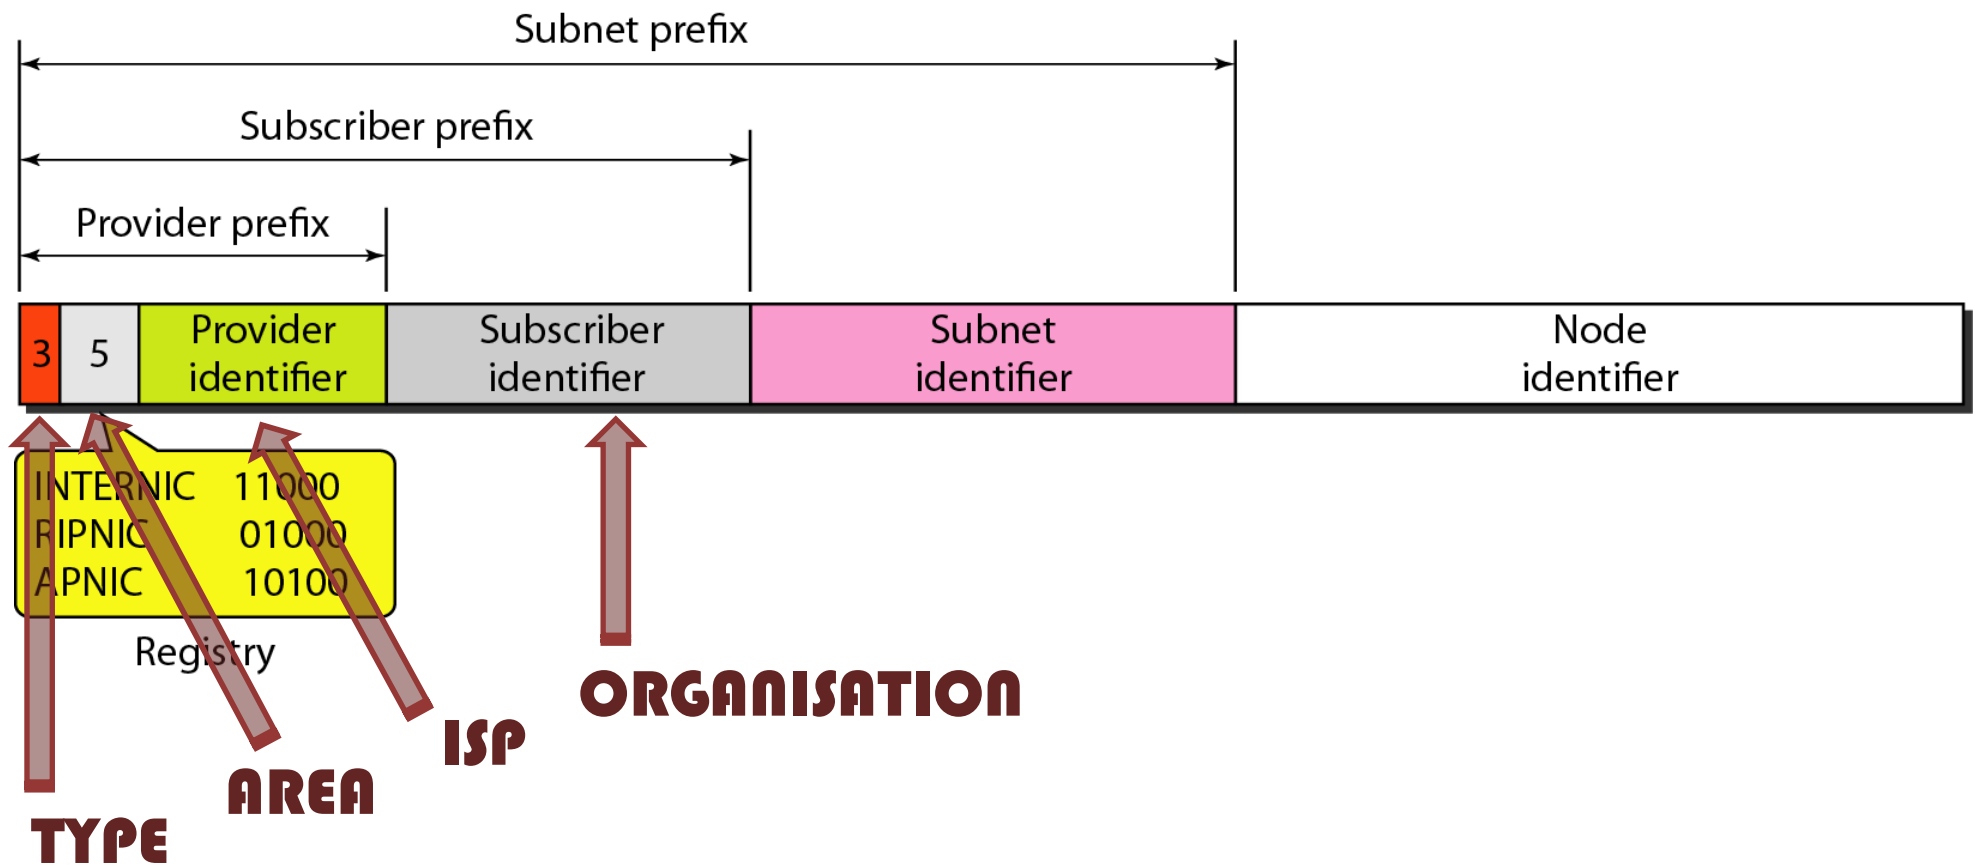 Subnet prefix
Subscriber prefix
Provider prefix
3
5
Provider
identifier
Subscriber
identifier
Subnet
identifier
Node
identifier
INTERNIC 11000
RIPNIC 01000
APNIC 10100
Registry
ORGANISATION
ISP
AREA
TYPE